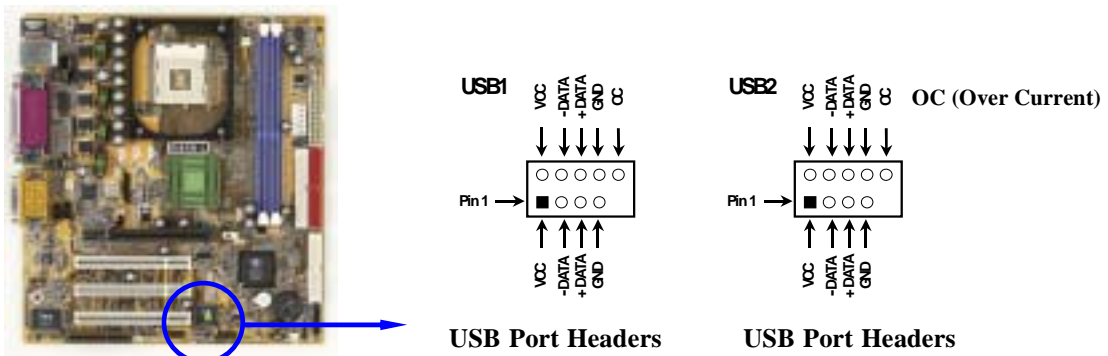 USB1
VCC
-DATA
+DATA
GND
OC
Pin 1
VCC
-DATA
+DATA
GND
USB Port Headers
USB2
VCC
-DATA
+DATA
GND
OC
OC (Over Current)
Pin 1
VCC
-DATA
+DATA
GND
USB Port Headers